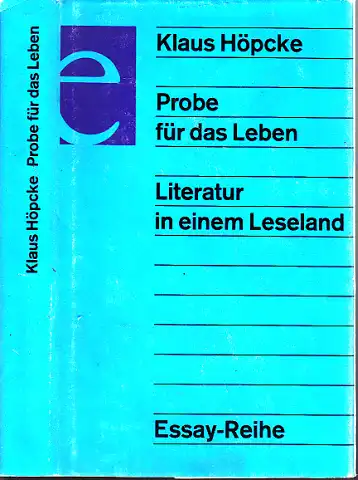 Klaus Höpcke Probe für das Leben
e
Klaus Höpcke
Probe
für das Leben
Literatur
in einem Leseland
Essay-Reihe